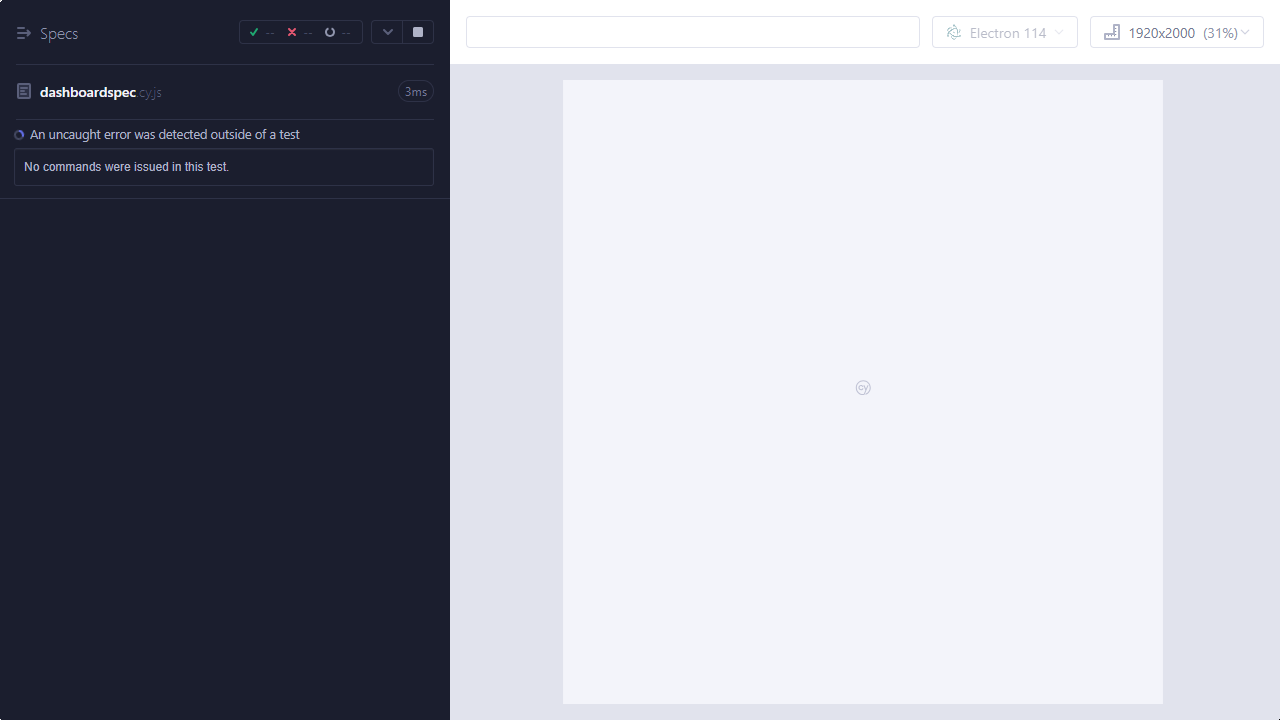 Specs
-- -- --
dashboardspec.cy.js
3ms
An uncaught error was detected outside of a test
No commands were issued in this test.
Electron 114
1920x2000 (31%)
cy